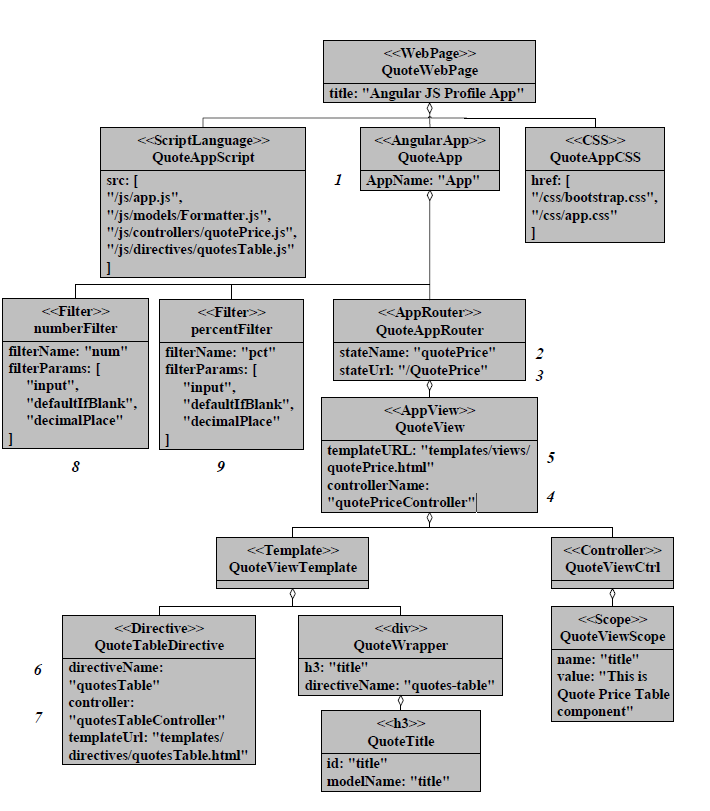 <<WebPage>>
QuoteWebPage
title: "Angular JS Profile App"
<<ScriptLanguage>>
QuoteAppScript
src: [
"/js/app.js",
"/js/models/Formatter.js",
"/js/controllers/quotePrice.js",
"/js/directives/quotesTable.js"
]
1
<<AngularApp>>
QuoteApp
AppName: "App"
<<CSS>>
QuoteAppCSS
href: [
"/css/bootstrap.css",
"/css/app.css"
]
<<Filter>>
numberFilter
filterName: "num"
filterParams: [
"input",
"defaultIfBlank",
"decimalPlace"
]
8
<<Filter>>
percentFilter
filterName: "pct"
filterParams: [
"input",
"defaultIfBlank",
"decimalPlace"
]
9
<<AppRouter>>
QuoteAppRouter
stateName: "quotePrice"
stateUrl: "/QuotePrice"
2
3
<<AppView>>
QuoteView
templateURL: "templates/views/
quotePrice.html"
controllerName:
"quotePriceController"
5
4
<<Template>>
QuoteViewTemplate
<<Controller>>
QuoteViewCtrl
<<Directive>>
QuoteTableDirective
directiveName:
"quotesTable"
controller:
"quotesTableController"
templateUrl: "templates/
directives/quotesTable.html"
6
7
<<div>>
QuoteWrapper
h3: "title"
directiveName: "quotes-table"
<<h3>>
QuoteTitle
id: "title"
modelName: "title"
<<Scope>>
QuoteViewScope
name: "title"
value: "This is
Quote Price Table
component"